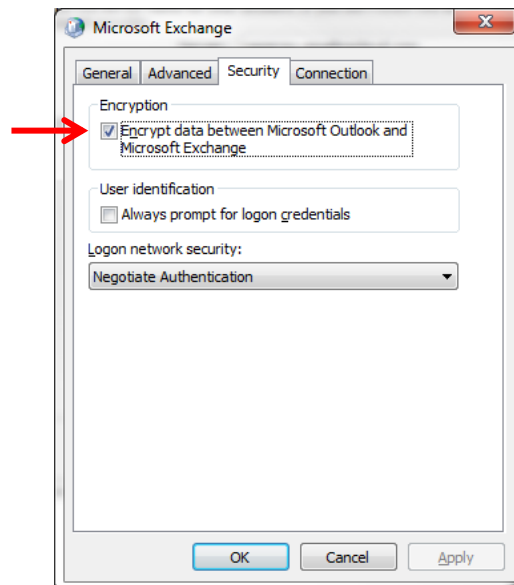 Microsoft Exchange
General Advanced Security Connection
Encryption
Encrypt data between Microsoft Outlook and
Microsoft Exchange
User identification
Always prompt for logon credentials
Logon network security:
Negotiate Authentication
OK Cancel Apply